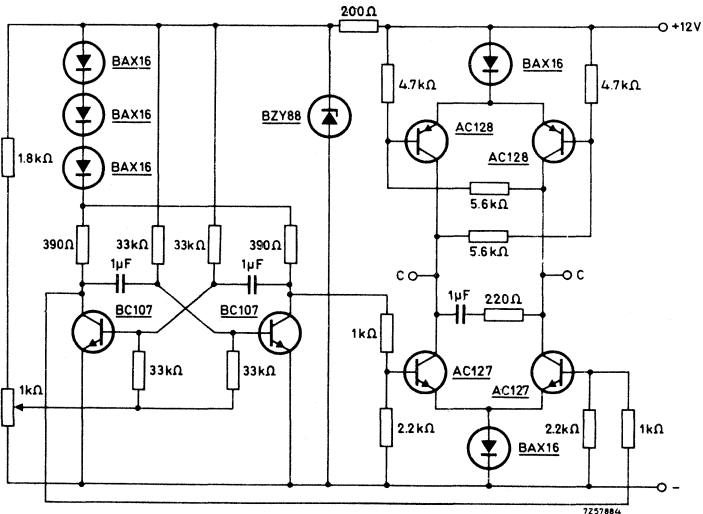 200Ω
+12V
BAX16
BAX16
4.7kΩ
4.7kΩ
BAX16
BZY88
AC128
AC128
1.8kΩ
BAX16
5.6kΩ
390Ω
33kΩ
33kΩ
390Ω
5.6kΩ
1μF
1μF
C
C
1μF
220Ω
BC107
BC107
1kΩ
33kΩ
33kΩ
AC127
AC127
1kΩ
2.2kΩ
2.2kΩ
1kΩ
BAX16
-
7Z57884